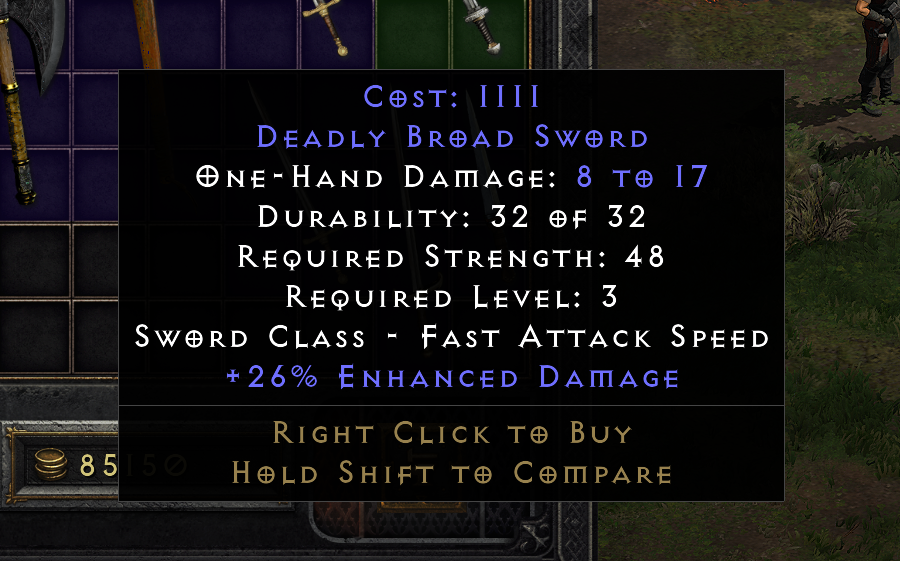 Cost: 1111
Deadly Broad Sword
One-Hand Damage: 8 to 17
Durability: 32 of 32
Required Strength: 48
Required Level: 3
Sword Class - Fast Attack Speed
+26% Enhanced Damage
Right Click to Buy
Hold Shift to Compare
85150